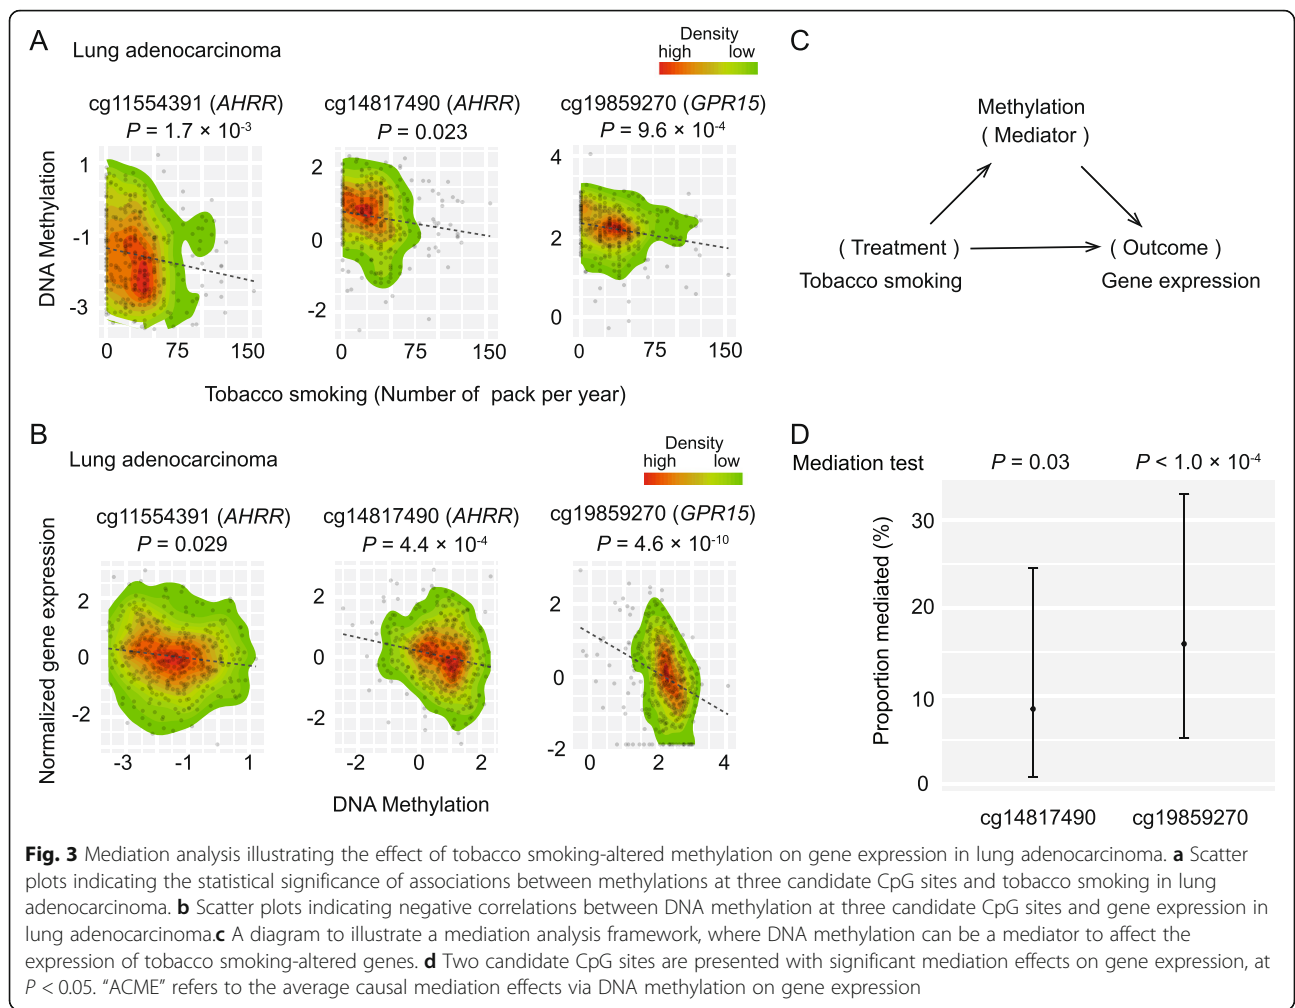 A
Lung adenocarcinoma
Density
high low
cg11554391 (AHRR)
P = 1.7 × 10-3
cg14817490 (AHRR)
P = 0.023
cg19859270 (GPR15)
P = 9.6 × 10-4
DNA Methylation
1
-1
-3
0 75 150
2
0
-2
0 75 150
4
2
0
0 75 150
Tobacco smoking (Number of pack per year)
B
Lung adenocarcinoma
Density
high low
cg11554391 (AHRR)
P = 0.029
cg14817490 (AHRR)
P = 4.4 × 10-4
cg19859270 (GPR15)
P = 4.6 × 10-10
Normalized gene expression
2
0
-2
-3 -1 1
2
0
-2
-2 0 2
2
0
-2
0 2 4
DNA Methylation
C
Methylation
( Mediator )
( Treatment ) ( Outcome )
Tobacco smoking Gene expression
D
Mediation test P = 0.03 P < 1.0 × 10-4
Proportion mediated (%)
30
20
10
0
cg14817490 cg19859270
Fig. 3 Mediation analysis illustrating the effect of tobacco smoking-altered methylation on gene expression in lung adenocarcinoma. a Scatter
plots indicating the statistical significance of associations between methylations at three candidate CpG sites and tobacco smoking in lung
adenocarcinoma. b Scatter plots indicating negative correlations between DNA methylation at three candidate CpG sites and gene expression in
lung adenocarcinoma.c A diagram to illustrate a mediation analysis framework, where DNA methylation can be a mediator to affect the
expression of tobacco smoking-altered genes. d Two candidate CpG sites are presented with significant mediation effects on gene expression, at
P < 0.05. “ACME” refers to the average causal mediation effects via DNA methylation on gene expression